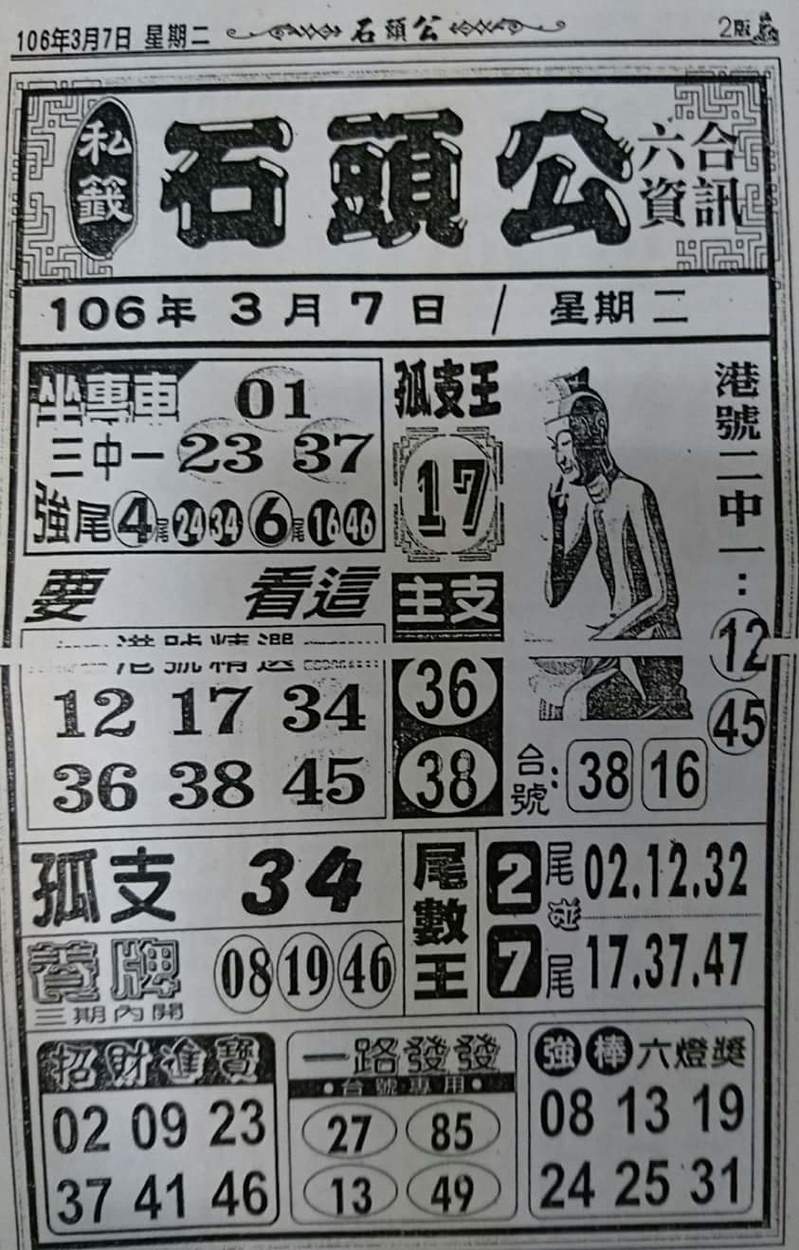 106年3月7日 星期二
石頭公
2版
私籤
石頭公
六合
資訊
106年 3月 7日 / 星期二
坐專車 01
三中一 23 37
強尾 4尾 24 34 6尾 16 46
孤支王
17
港號二中一:
12
45
要 看這
港號精選
12 17 34
36 38 45
主支
36
38
台號: 38 16
孤支 34
養牌 08 19 46
三期內開
尾數王
2尾 02.12.32
碰
7尾 17.37.47
招財進寶
02 09 23
37 41 46
一路發發
•台號專用•
27 85
13 49
強棒六燈獎
08 13 19
24 25 31